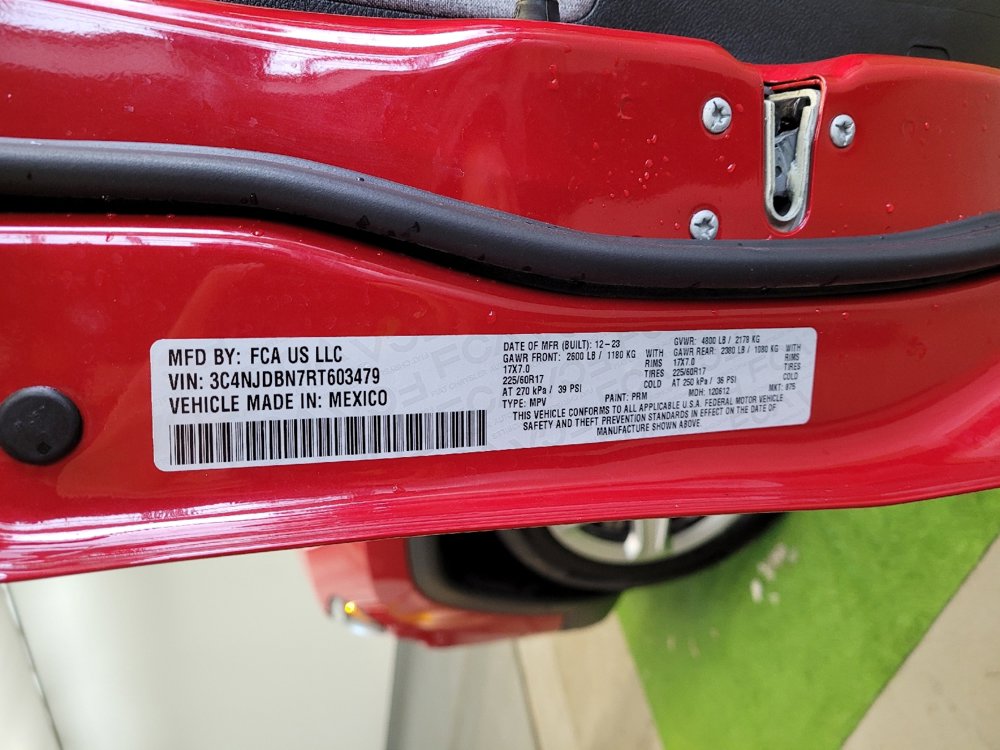 MFD BY: FCA US LLC
VIN: 3C4NJDBN7RT603479
VEHICLE MADE IN: MEXICO
DATE OF MFR (BUILT): 12-23 GVWR: 4800 LB / 2178 KG
GAWR FRONT: 2600 LB / 1180 KG WITH GAWR REAR: 2380 LB / 1080 KG WITH
17X7.0 RIMS 17X7.0 RIMS
225/60R17 TIRES 225/60R17 TIRES
AT 270 kPa / 39 PSI COLD AT 250 kPa / 36 PSI COLD
TYPE: MPV PAINT: PRM MDH: 120612 MKT: 875
THIS VEHICLE CONFORMS TO ALL APPLICABLE U.S.A. FEDERAL MOTOR VEHICLE
SAFETY AND THEFT PREVENTION STANDARDS IN EFFECT ON THE DATE OF
MANUFACTURE SHOWN ABOVE.